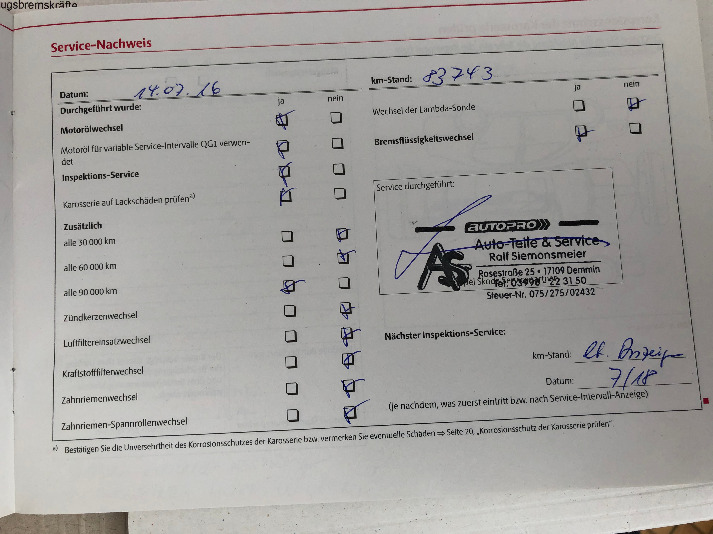 ugsbremskräfte
Service-Nachweis
Datum: 14.07.16
km-Stand: 83743
Durchgeführt wurde: ja nein
ja nein
Motorölwechsel
Wechsel der Lambda-Sonde
Motoröl für variable Service-Intervalle QG1 verwen-
det
Bremsflüssigkeitswechsel
Inspektions-Service
Karosserie auf Lackschäden prüfen a)
Service durchgeführt:
Zusätzlich
alle 30 000 km
alle 60 000 km
alle 90 000 km
Zündkerzenwechsel
Luftfiltereinsatzwechsel
Kraftstofffilterwechsel
Zahnriemenwechsel
Zahnriemen-Spannrollenwechsel
AUTOPRO
AS
Auto-Teile & Service
Ralf Siemonsmeier
Rosestraße 25 • 17109 Demmin
Tel. 03998 - 22 31 50
Steuer-Nr. 075/275/02432
Nächster Inspektions-Service:
km-Stand: lt. Anzeige
Datum: 7/18
(je nachdem, was zuerst eintritt bzw. nach Service-Intervall-Anzeige)
a) Bestätigen Sie die Unversehrtheit des Korrosionsschutzes der Karosserie bzw. vermerken Sie eventuelle Schäden ⇒ Seite 70, „Korrosionsschutz der Karosserie prüfen“.